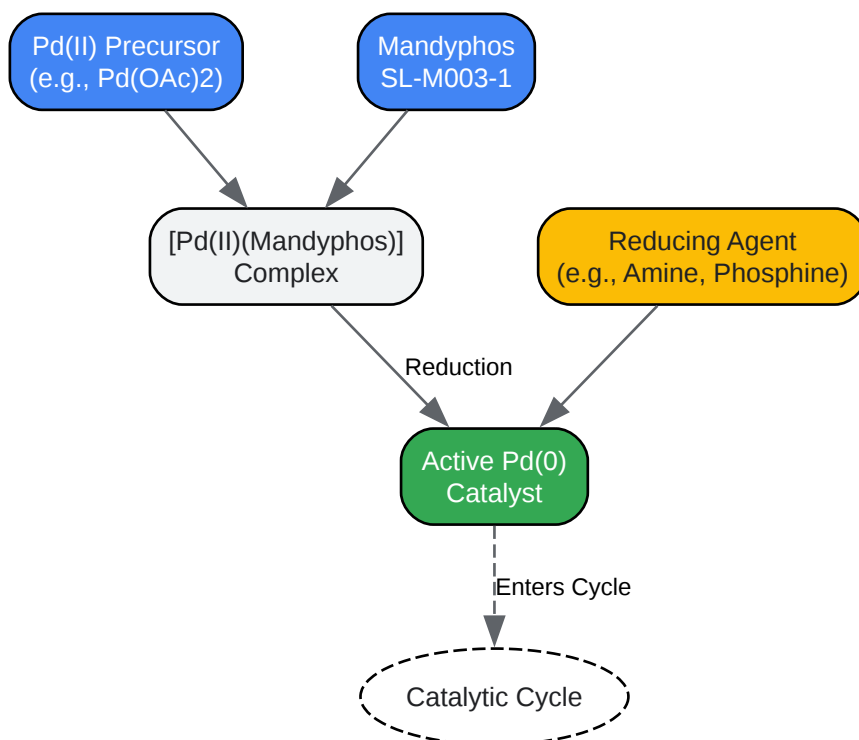 Pd(II) Precursor
(e.g., Pd(OAc)2)
Mandyphos
SL-M003-1
[Pd(II)(Mandyphos)]
Complex
Reducing Agent
(e.g., Amine, Phosphine)
Reduction
Active Pd(0)
Catalyst
Enters Cycle
Catalytic Cycle